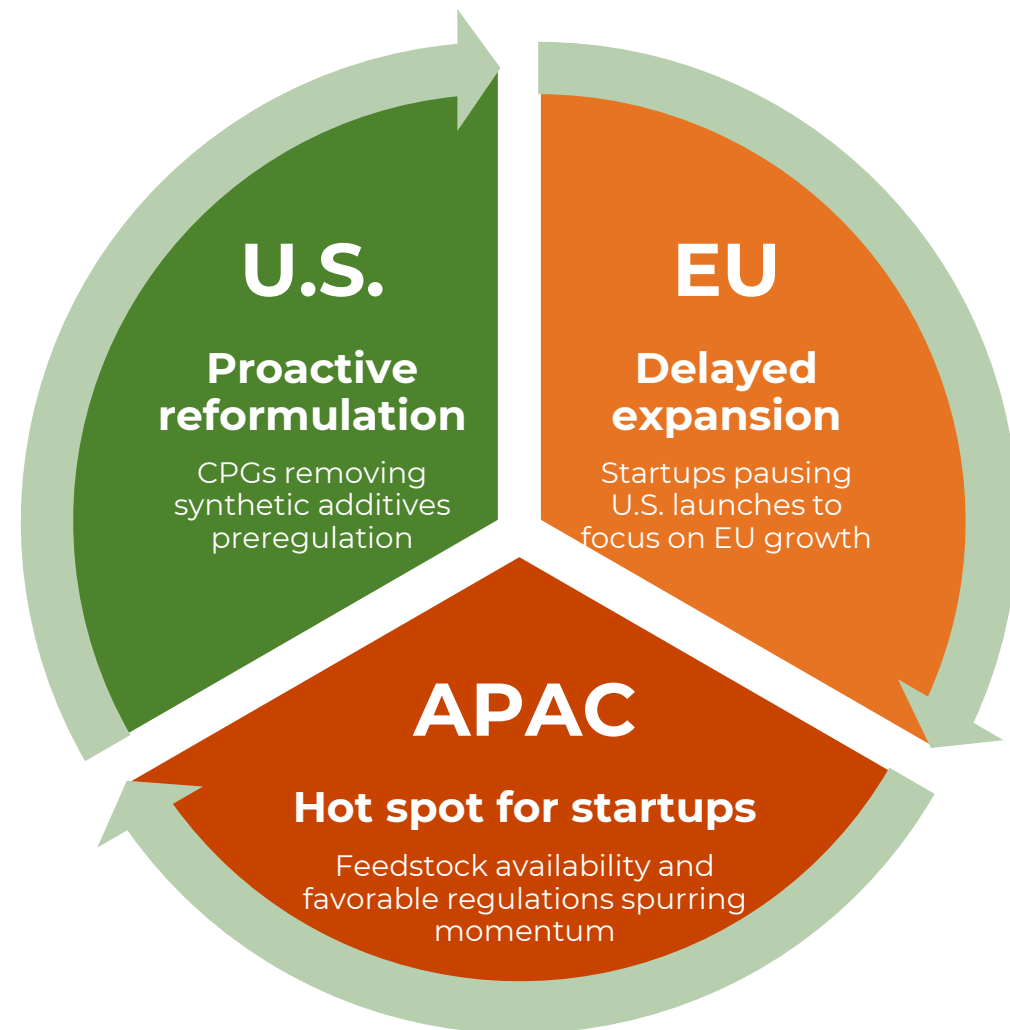 U.S.
Proactive
reformulation
CPGs removing
synthetic additives
preregulation
EU
Delayed
expansion
Startups pausing
U.S. launches to
focus on EU growth
APAC
Hot spot for startups
Feedstock availability and
favorable regulations spurring
momentum